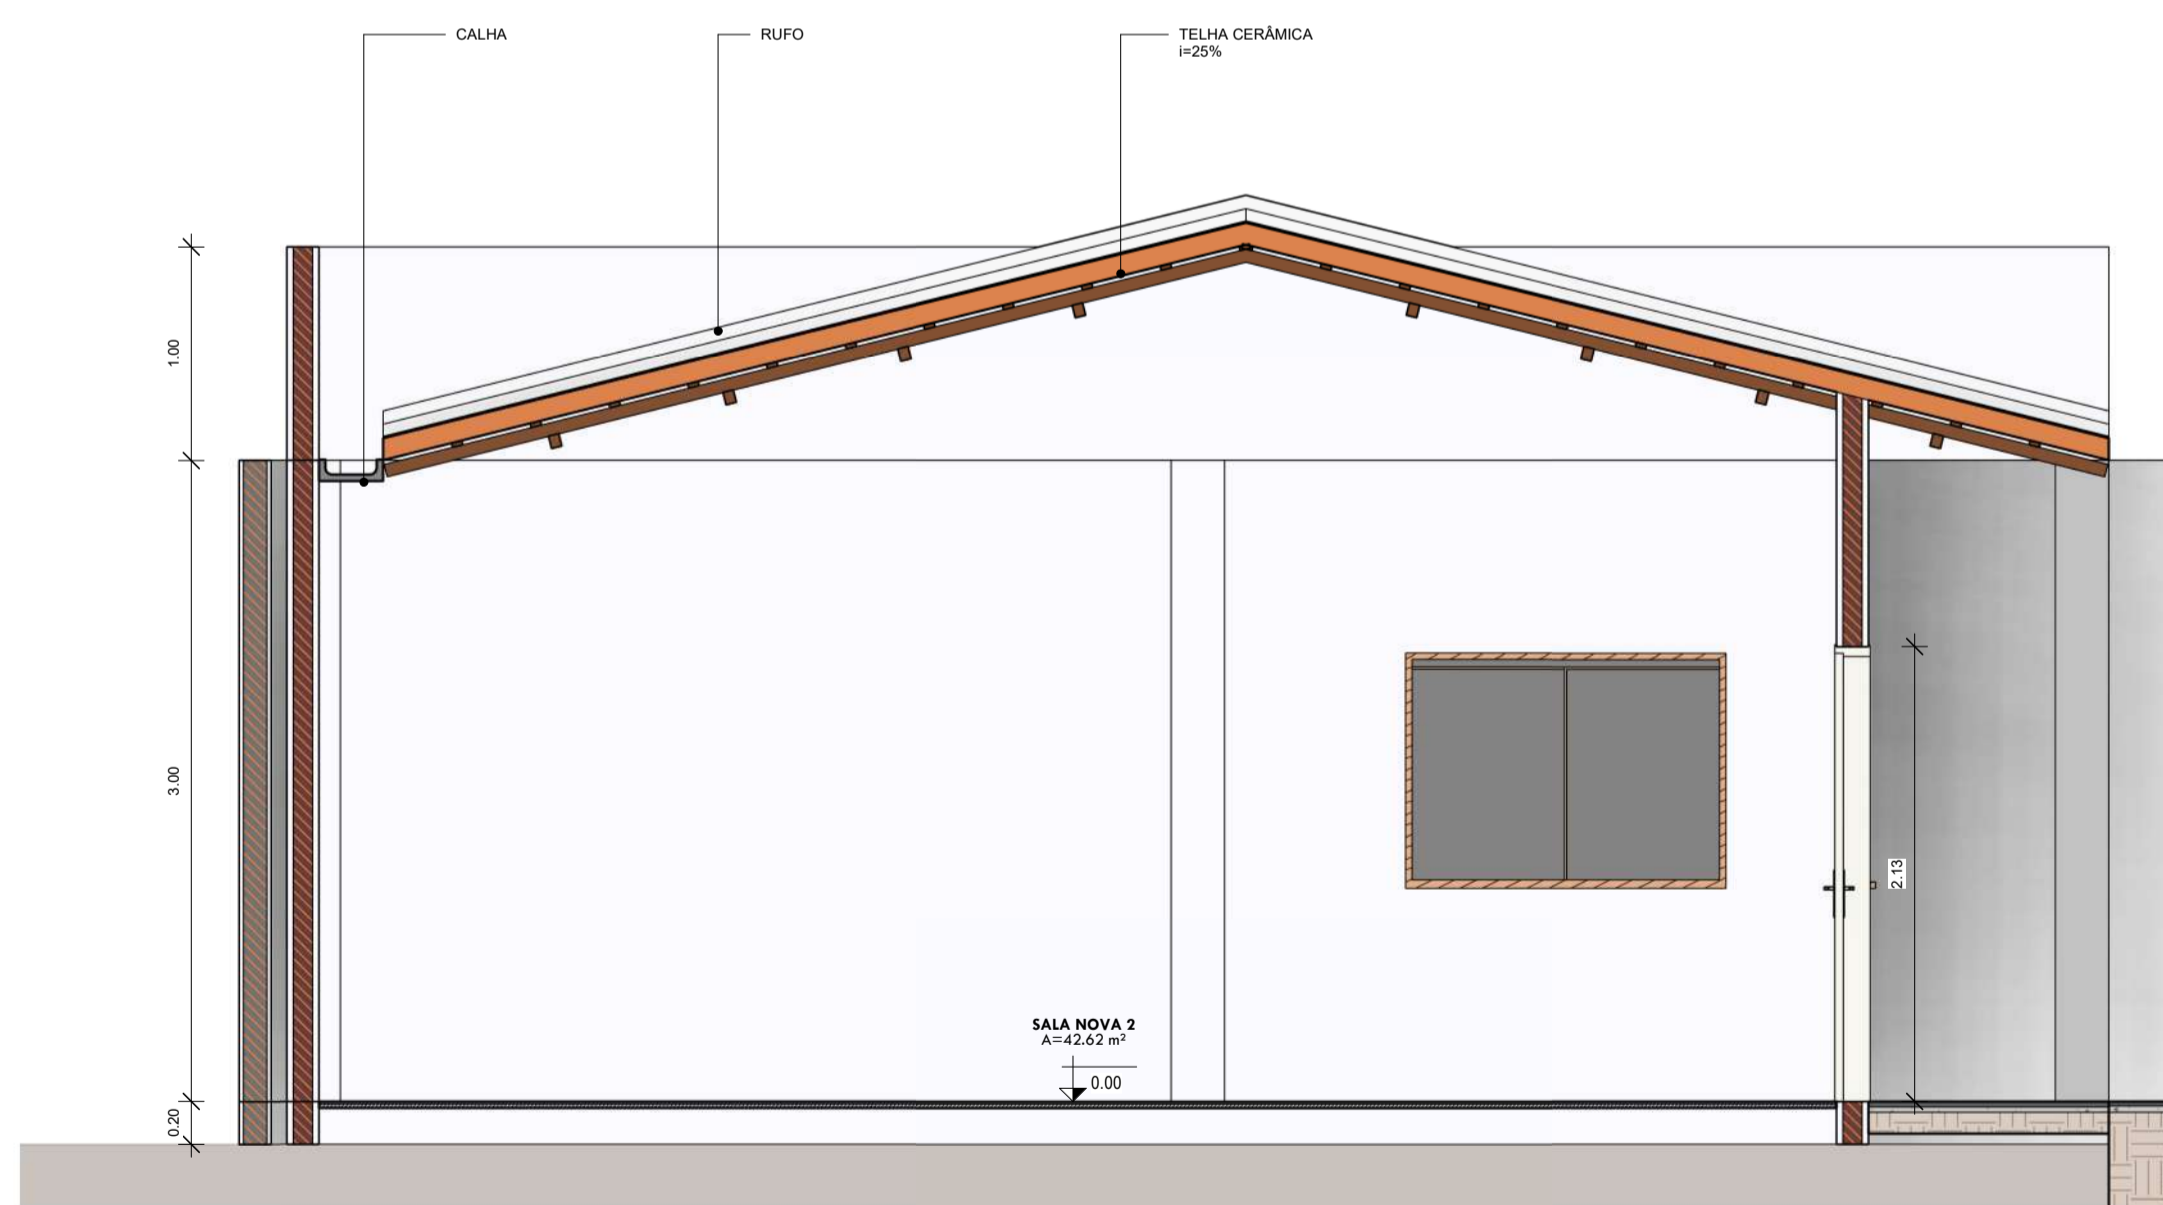 CALHA
RUFO
TELHA CERÂMICA
i=25%
1.00
3.00
2.13
SALA NOVA 2
A=42.62 m²
0.00
0.20